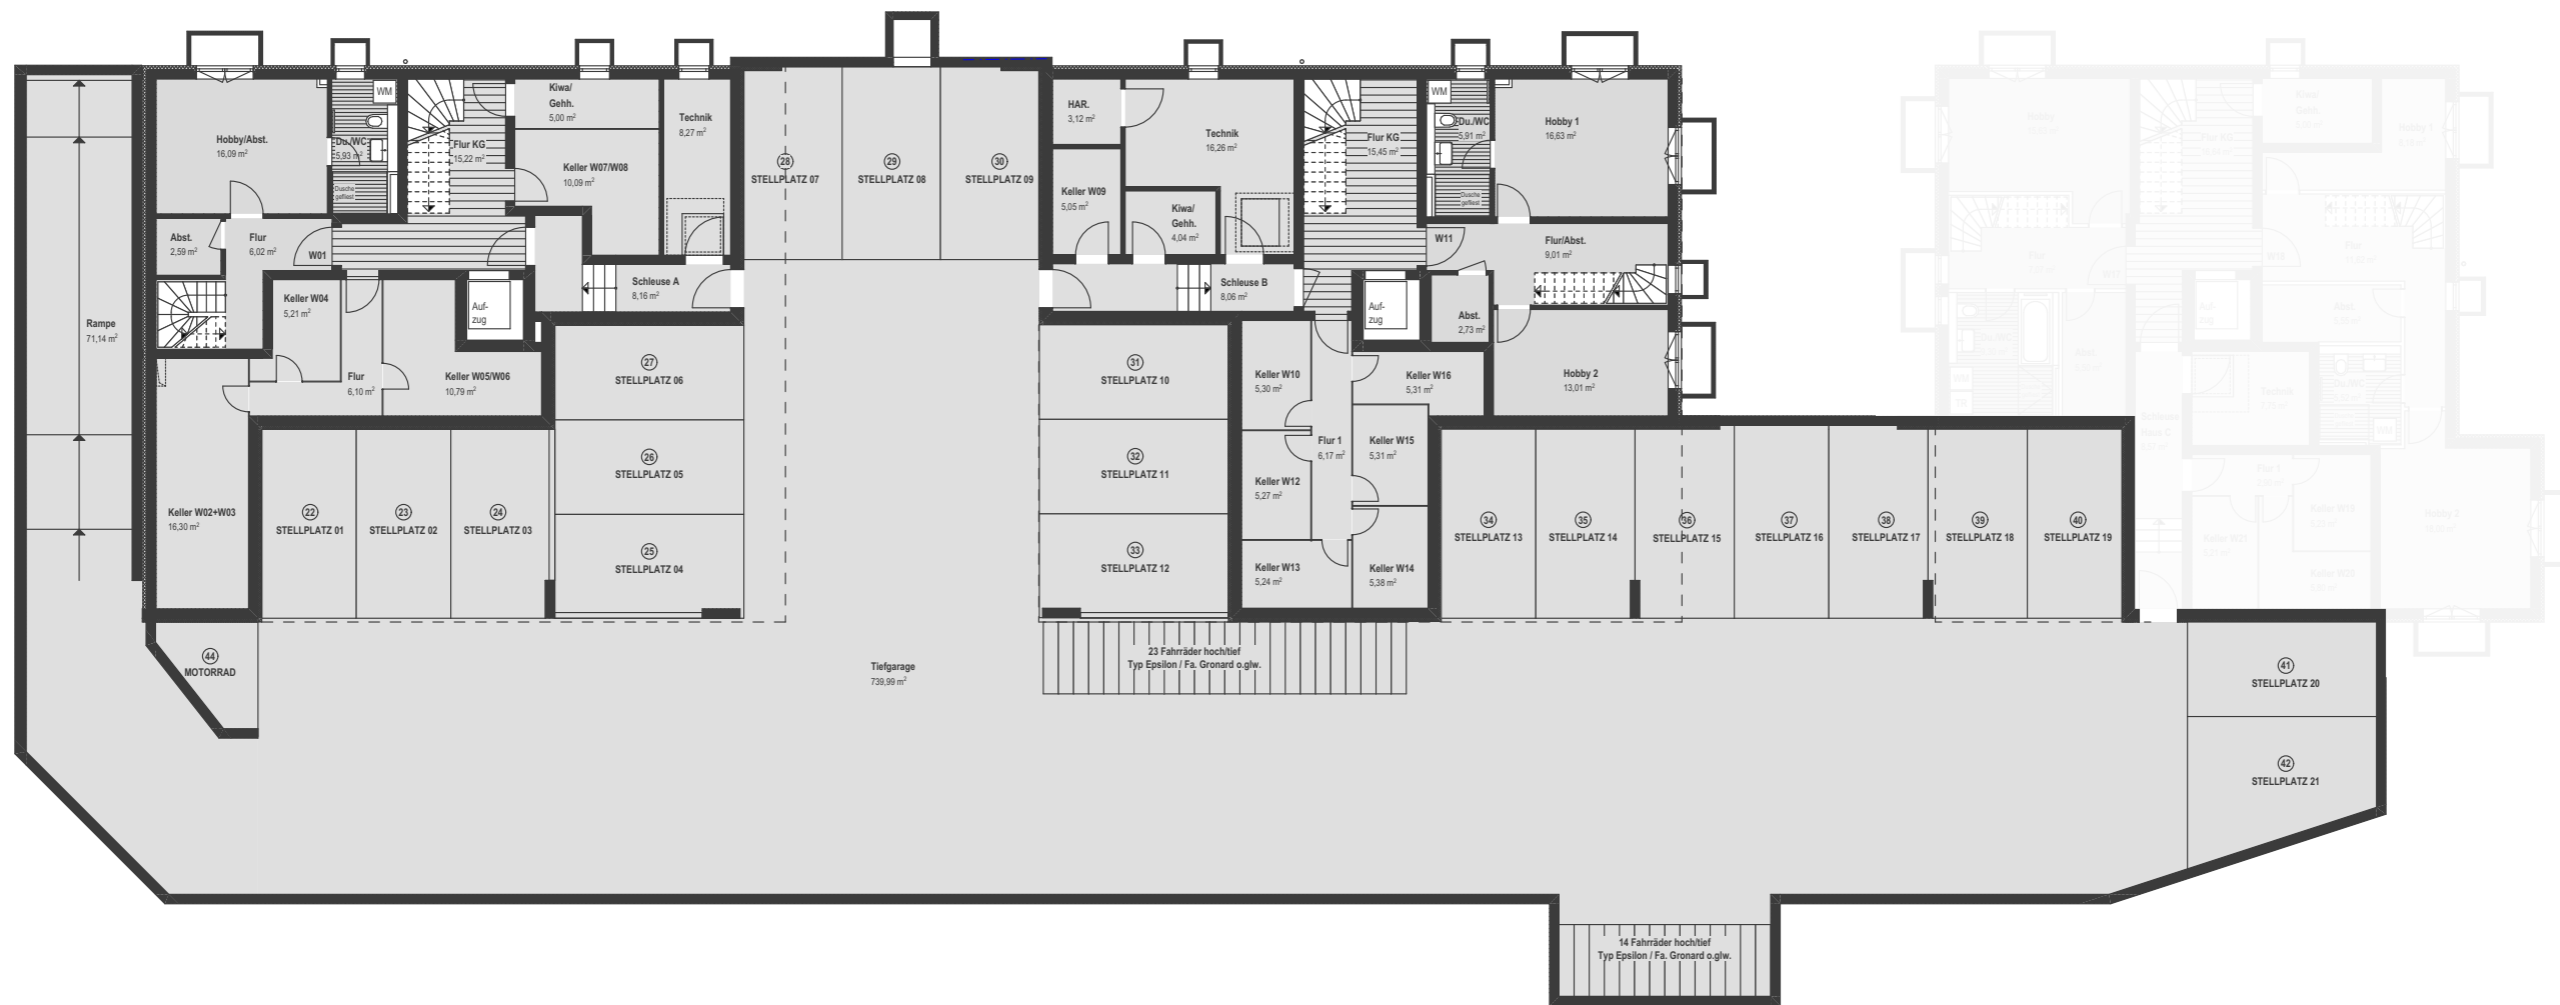 Hobby/Abst.
16,09 m²
WM
Du./WC
5,93 m²
Dusche
gefliest
Flur KG
15,22 m²
Kiwa/
Gehh.
5,00 m²
Keller W07/W08
10,09 m²
Technik
8,27 m²
Abst.
2,59 m²
Flur
6,02 m²
W01
Schleuse A
8,16 m²
Keller W04
5,21 m²
Auf-
zug
Rampe
71,14 m²
Flur
6,10 m²
Keller W05/W06
10,79 m²
Keller W02+W03
16,30 m²
22
STELLPLATZ 01
23
STELLPLATZ 02
24
STELLPLATZ 03
27
STELLPLATZ 06
26
STELLPLATZ 05
25
STELLPLATZ 04
28
STELLPLATZ 07
29
STELLPLATZ 08
30
STELLPLATZ 09
44
MOTORRAD
Tiefgarage
739,99 m²
HAR.
3,12 m²
Technik
16,26 m²
Keller W09
5,05 m²
Kiwa/
Gehh.
4,04 m²
Schleuse B
8,06 m²
Flur KG
15,45 m²
WM
Du./WC
5,91 m²
Dusche
gefliest
Hobby 1
16,63 m²
W11
Flur/Abst.
9,01 m²
Auf-
zug
Abst.
2,73 m²
Hobby 2
13,01 m²
31
STELLPLATZ 10
32
STELLPLATZ 11
33
STELLPLATZ 12
Keller W10
5,30 m²
Keller W16
5,31 m²
Flur 1
6,17 m²
Keller W15
5,31 m²
Keller W12
5,27 m²
Keller W13
5,24 m²
Keller W14
5,38 m²
34
STELLPLATZ 13
35
STELLPLATZ 14
36
STELLPLATZ 15
37
STELLPLATZ 16
38
STELLPLATZ 17
39
STELLPLATZ 18
40
STELLPLATZ 19
23 Fahrräder hoch/tief
Typ Epsilon / Fa. Gronard o.glw.
41
STELLPLATZ 20
42
STELLPLATZ 21
14 Fahrräder hoch/tief
Typ Epsilon / Fa. Gronard o.glw.